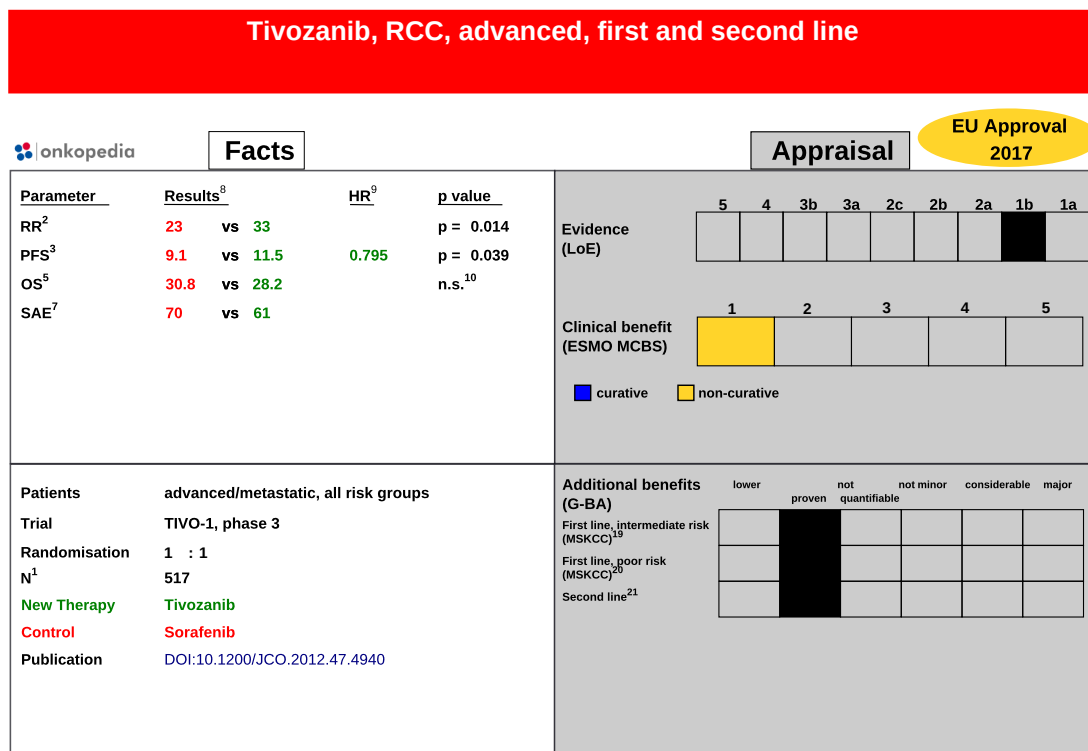 Tivozanib, RCC, advanced, first and second line
EU Approval
2017
onkopedia
Facts
Appraisal
Parameter Results8 HR9 p value
RR2 23 vs 33 p = 0.014
PFS3 9.1 vs 11.5 0.795 p = 0.039
OS5 30.8 vs 28.2 n.s.10
SAE7 70 vs 61
5 4 3b 3a 2c 2b 2a 1b 1a
Evidence
(LoE)
1 2 3 4 5
Clinical benefit
(ESMO MCBS)
curative non-curative
Patients advanced/metastatic, all risk groups
Trial TIVO-1, phase 3
Randomisation 1 : 1
N1 517
New Therapy Tivozanib
Control Sorafenib
Publication DOI:10.1200/JCO.2012.47.4940
Additional benefits
(G-BA)
lower not not minor considerable major
proven quantifiable
First line, intermediate risk
(MSKCC)19
First line, poor risk
(MSKCC)20
Second line21